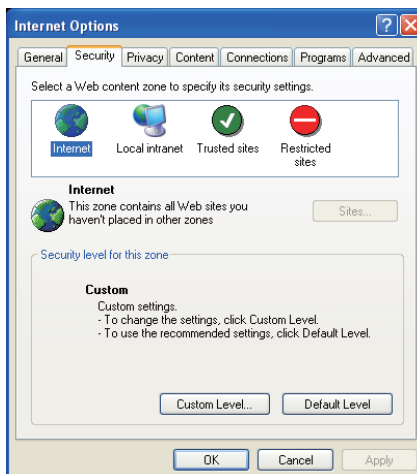 Internet Options
General Security Privacy Content Connections Programs Advanced
Select a Web content zone to specify its security settings.
Internet Local intranet Trusted sites Restricted
sites
Internet
This zone contains all Web sites you
haven't placed in other zones
Sites...
Security level for this zone
Custom
Custom settings.
- To change the settings, click Custom Level.
- To use the recommended settings, click Default Level.
Custom Level... Default Level
OK Cancel Apply